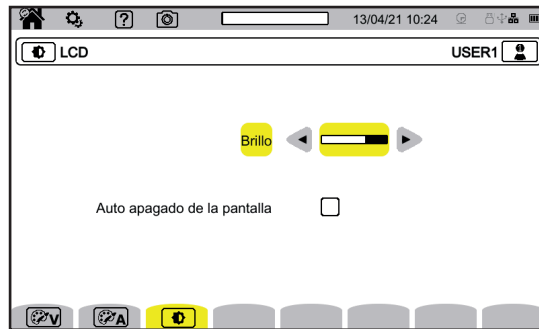 ? 13/04/21 10:24
LCD USER1
Brillo
Auto apagado de la pantalla
V A